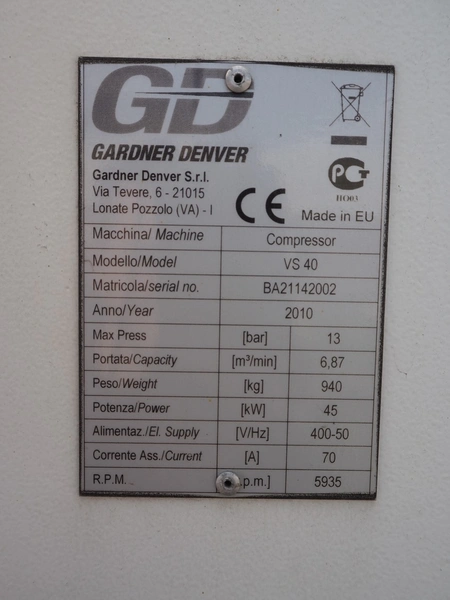 GD
GARDNER DENVER
Gardner Denver S.r.l.
Via Tevere, 6 - 21015
Lonate Pozzolo (VA) - I
CE
PCT
Made in EU
Macchina/ Machine Compressor
Modello/Model VS 40
Matricola/serial no. BA21142002
Anno/Year 2010
Max Press [bar] 13
Portata/Capacity [m³/min] 6,87
Peso/Weight [kg] 940
Potenza/Power [kW] 45
Alimentaz./El. Supply [V/Hz] 400-50
Corrente Ass./Current [A] 70
R.P.M. .p.m.] 5935